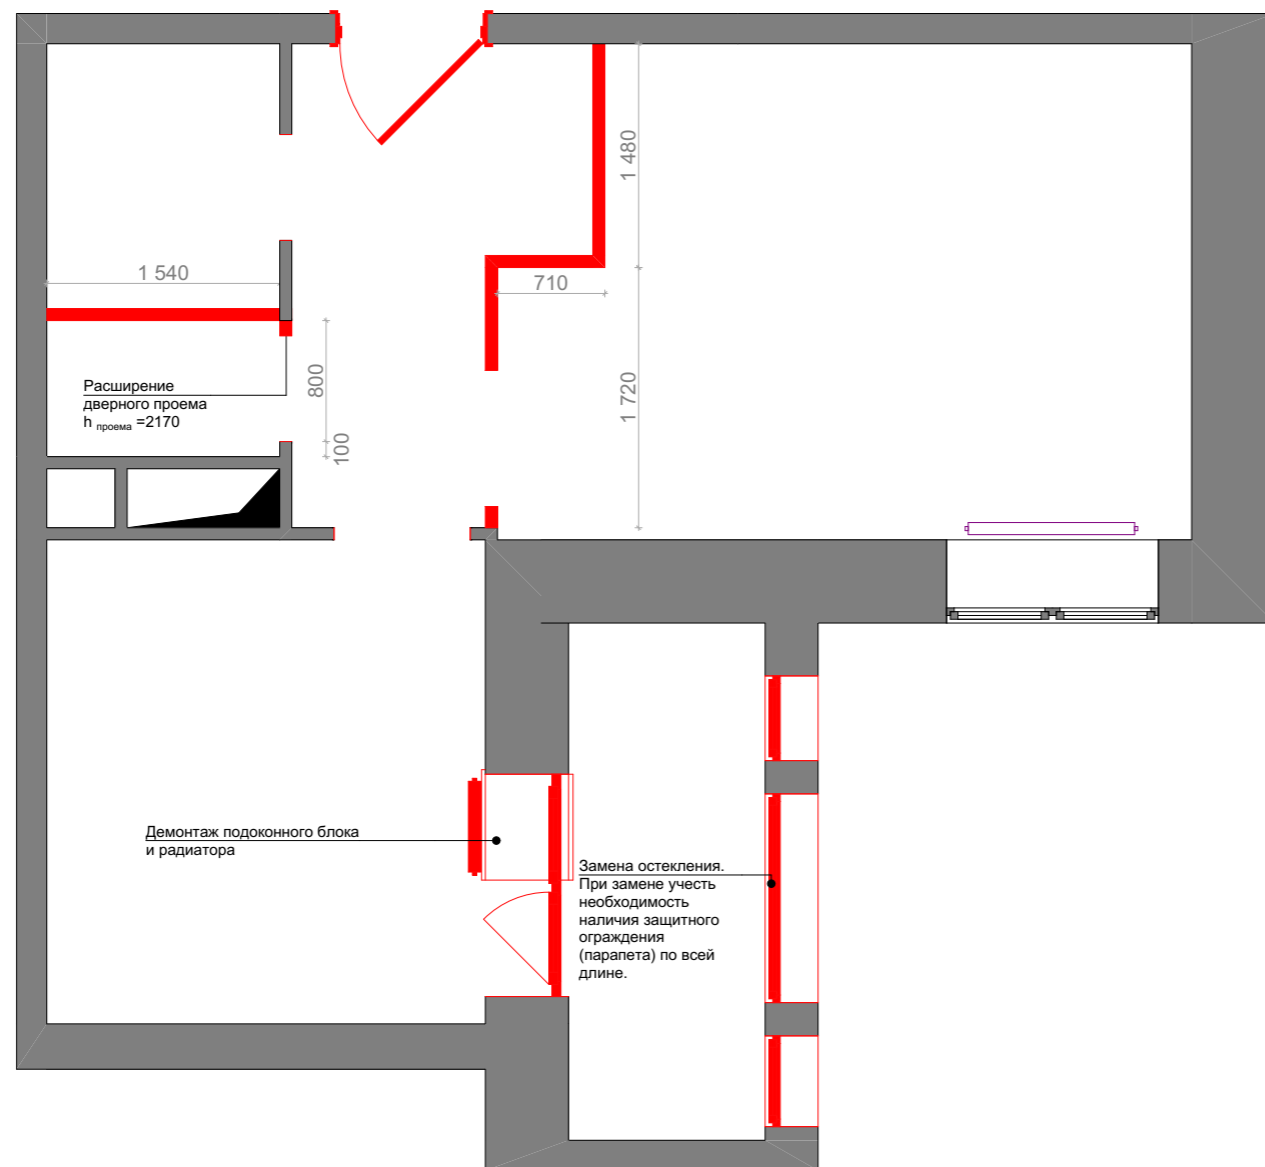 1 480
1 540
710
Расширение
дверного проема
h проема =2170
800
1 720
100
Демонтаж подоконного блока
и радиатора
Замена остекления.
При замене учесть
необходимость
наличия защитного
ограждения
(парапета) по всей
длине.